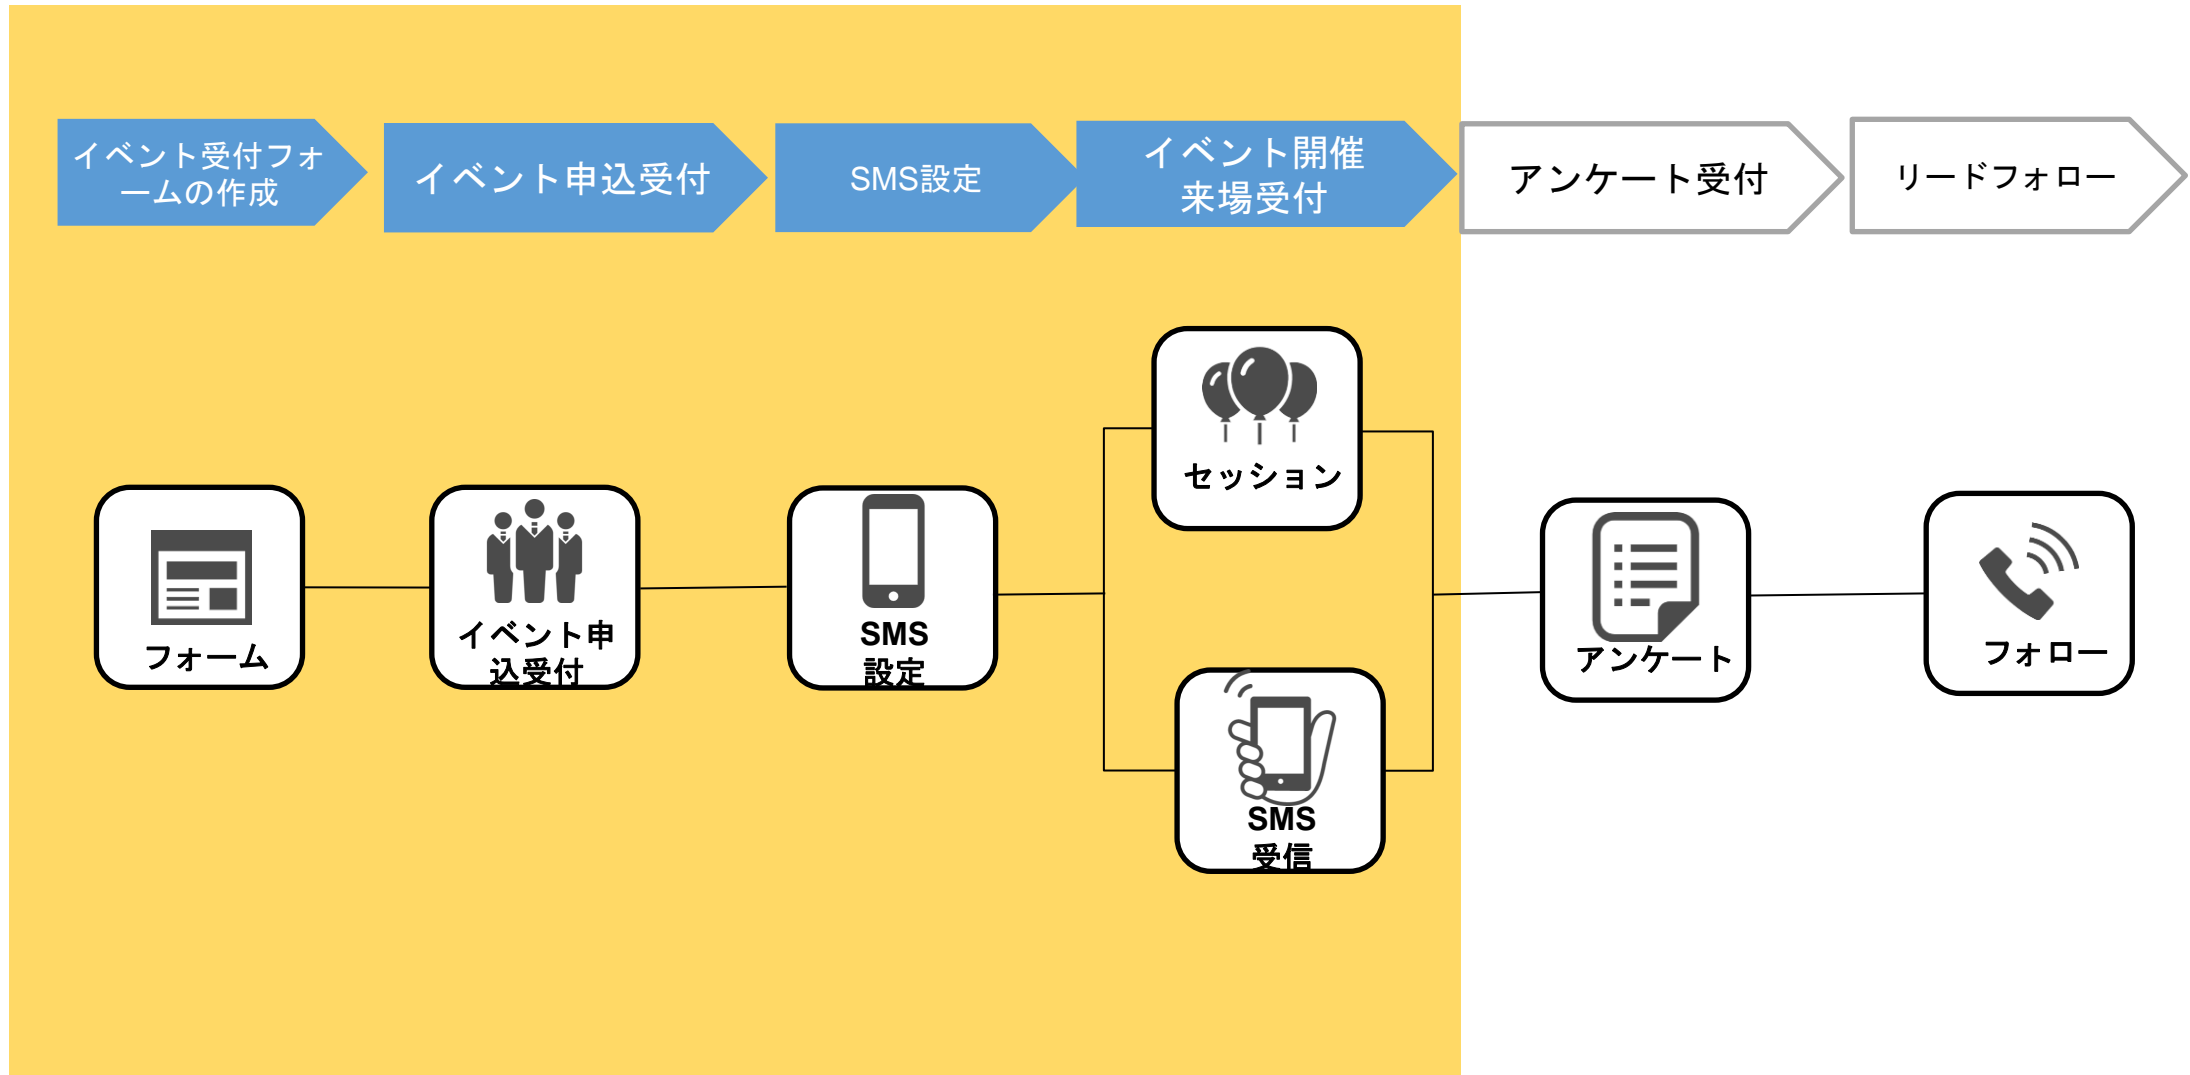 イベント受付フォ
ームの作成
イベント申込受付
SMS設定
イベント開催
来場受付
アンケート受付
リードフォロー
セッション
フォーム
イベント申
込受付
SMS
設定
SMS
受信
アンケート
フォロー